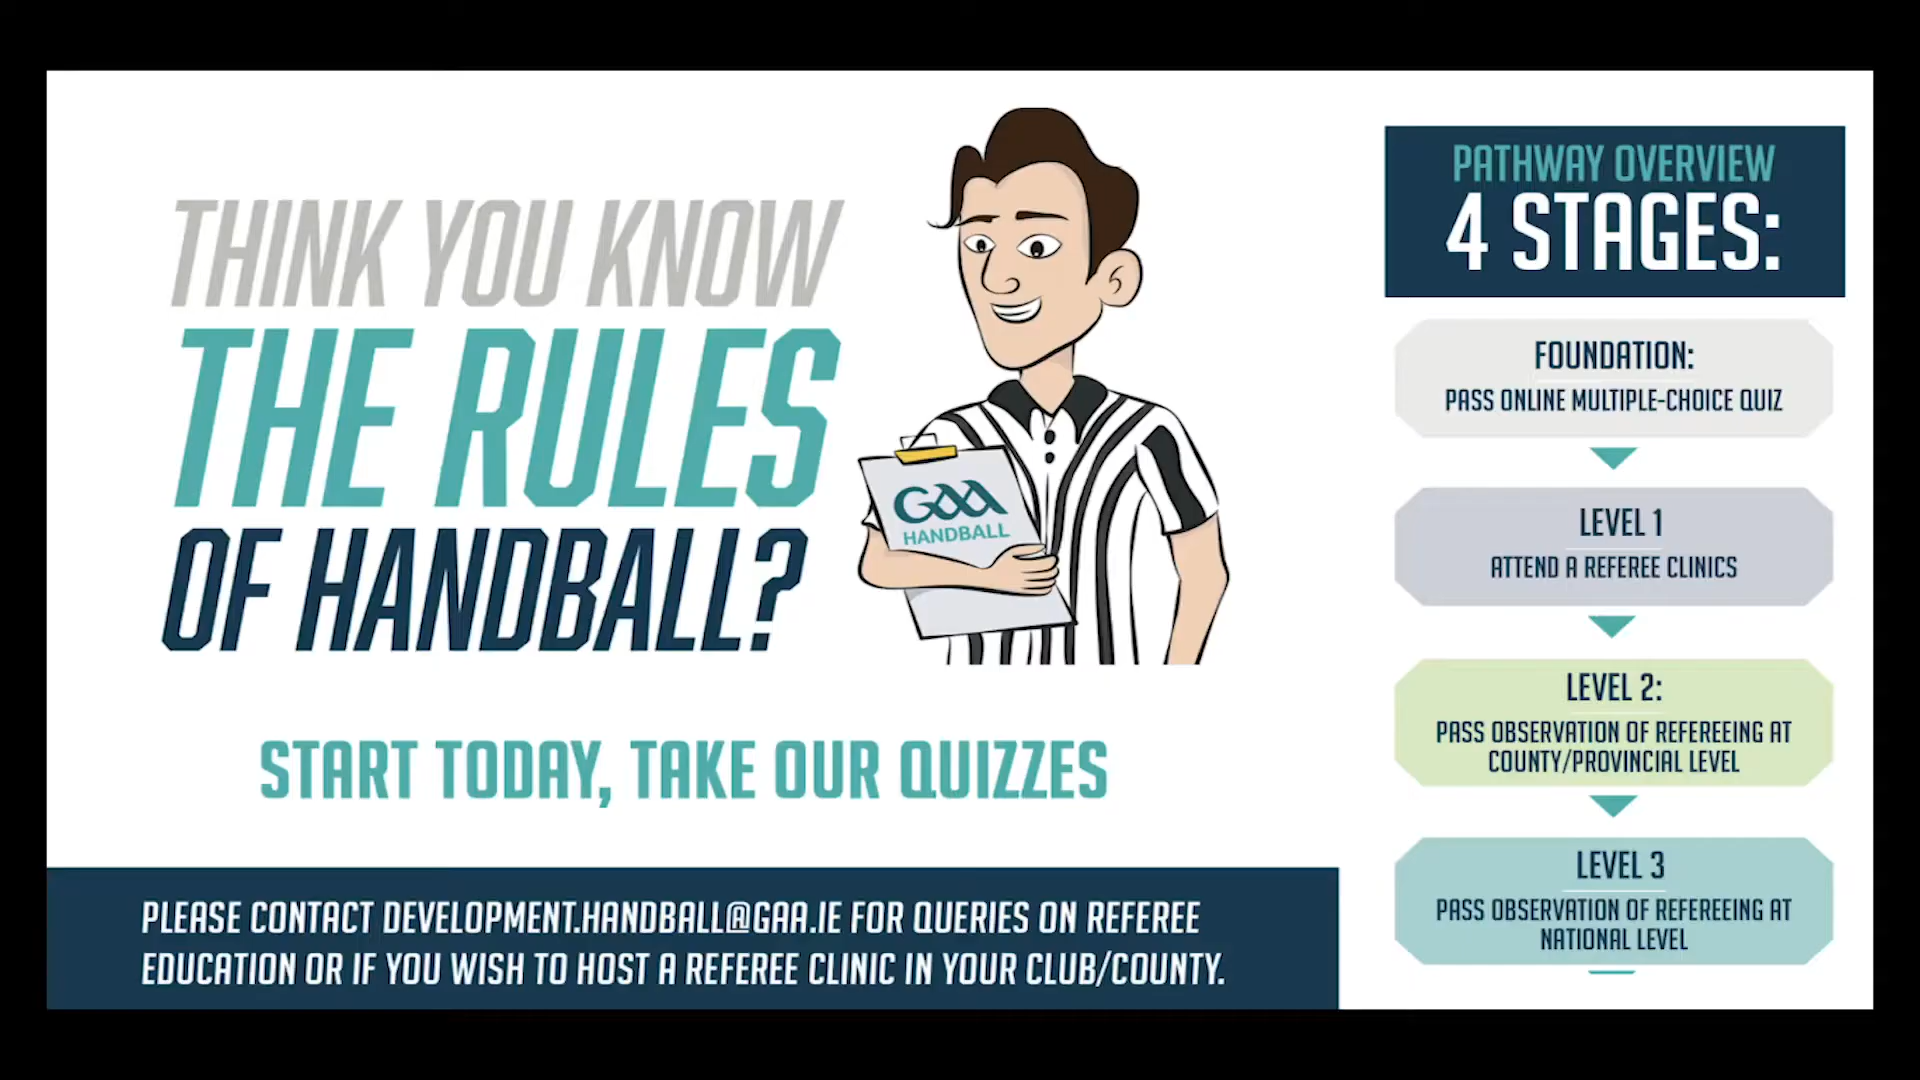 THINK YOU KNOW
THE RULES
OF HANDBALL?
GAA
HANDBALL
START TODAY, TAKE OUR QUIZZES
PLEASE CONTACT DEVELOPMENT.HANDBALL@GAA.IE FOR QUERIES ON REFEREE
EDUCATION OR IF YOU WISH TO HOST A REFEREE CLINIC IN YOUR CLUB/COUNTY.
PATHWAY OVERVIEW
4 STAGES:
FOUNDATION:
PASS ONLINE MULTIPLE-CHOICE QUIZ
LEVEL 1
ATTEND A REFEREE CLINICS
LEVEL 2:
PASS OBSERVATION OF REFEREEING AT
COUNTY/PROVINCIAL LEVEL
LEVEL 3
PASS OBSERVATION OF REFEREEING AT
NATIONAL LEVEL